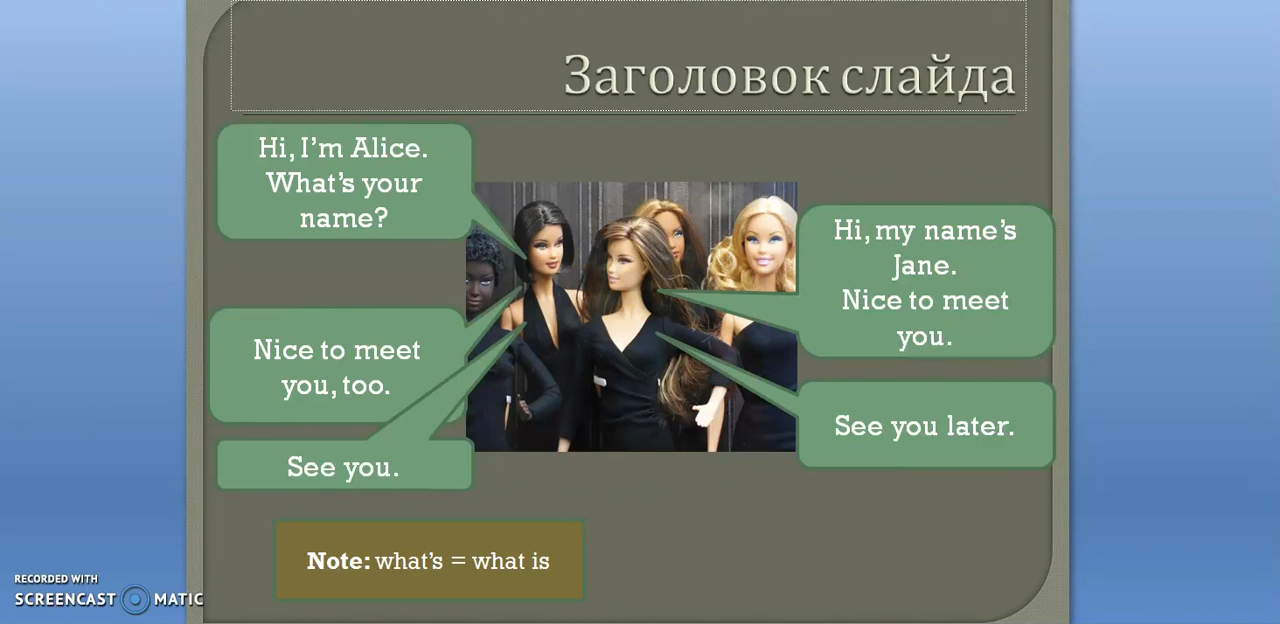 Заголовок слайда
Hi, I’m Alice.
What’s your
name?
Hi, my name’s
Jane.
Nice to meet
you.
Nice to meet
you, too.
See you later.
See you.
Note: what’s = what is
RECORDED WITH
SCREENCAST MATIC